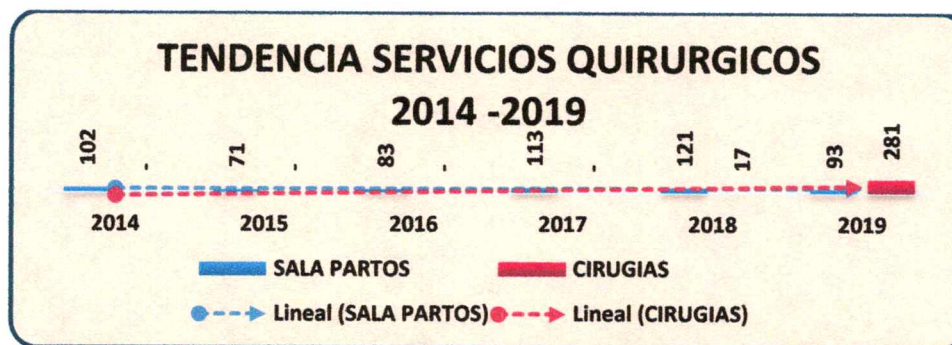 TENDENCIA SERVICIOS QUIRURGICOS
2014 -2019
102 - 71 - 83 - 113 - 121 17 93 281
2014 2015 2016 2017 2018 2019
SALA PARTOS CIRUGIAS
Lineal (SALA PARTOS) Lineal (CIRUGIAS)